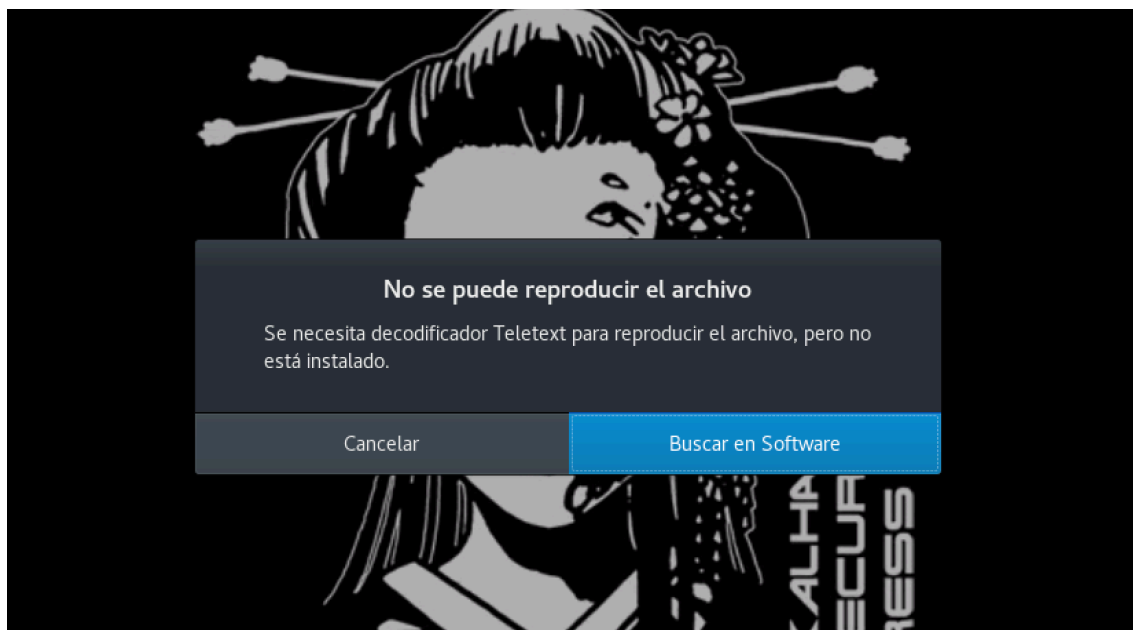 No se puede reproducir el archivo
Se necesita decodificador Teletext para reproducir el archivo, pero no
está instalado.
Cancelar
Buscar en Software